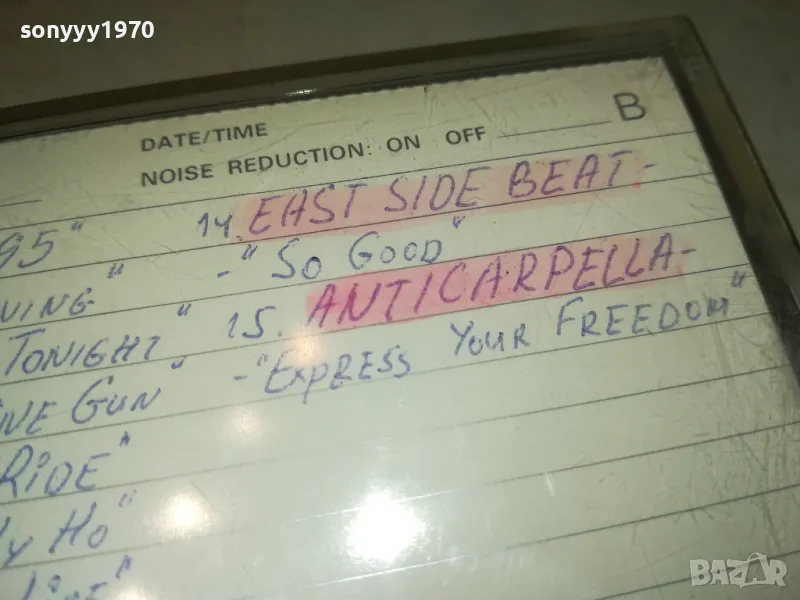 sonyyy1970
DATE/TIME
NOISE REDUCTION: ON OFF B
95" 14. EAST SIDE BEAT-
-"SO GOOD"
TONIGHT" 15. ANTICARPELLA-
GUN" -"EXPRESS YOUR FREEDOM"
RIDE"
HO"
BAZAR